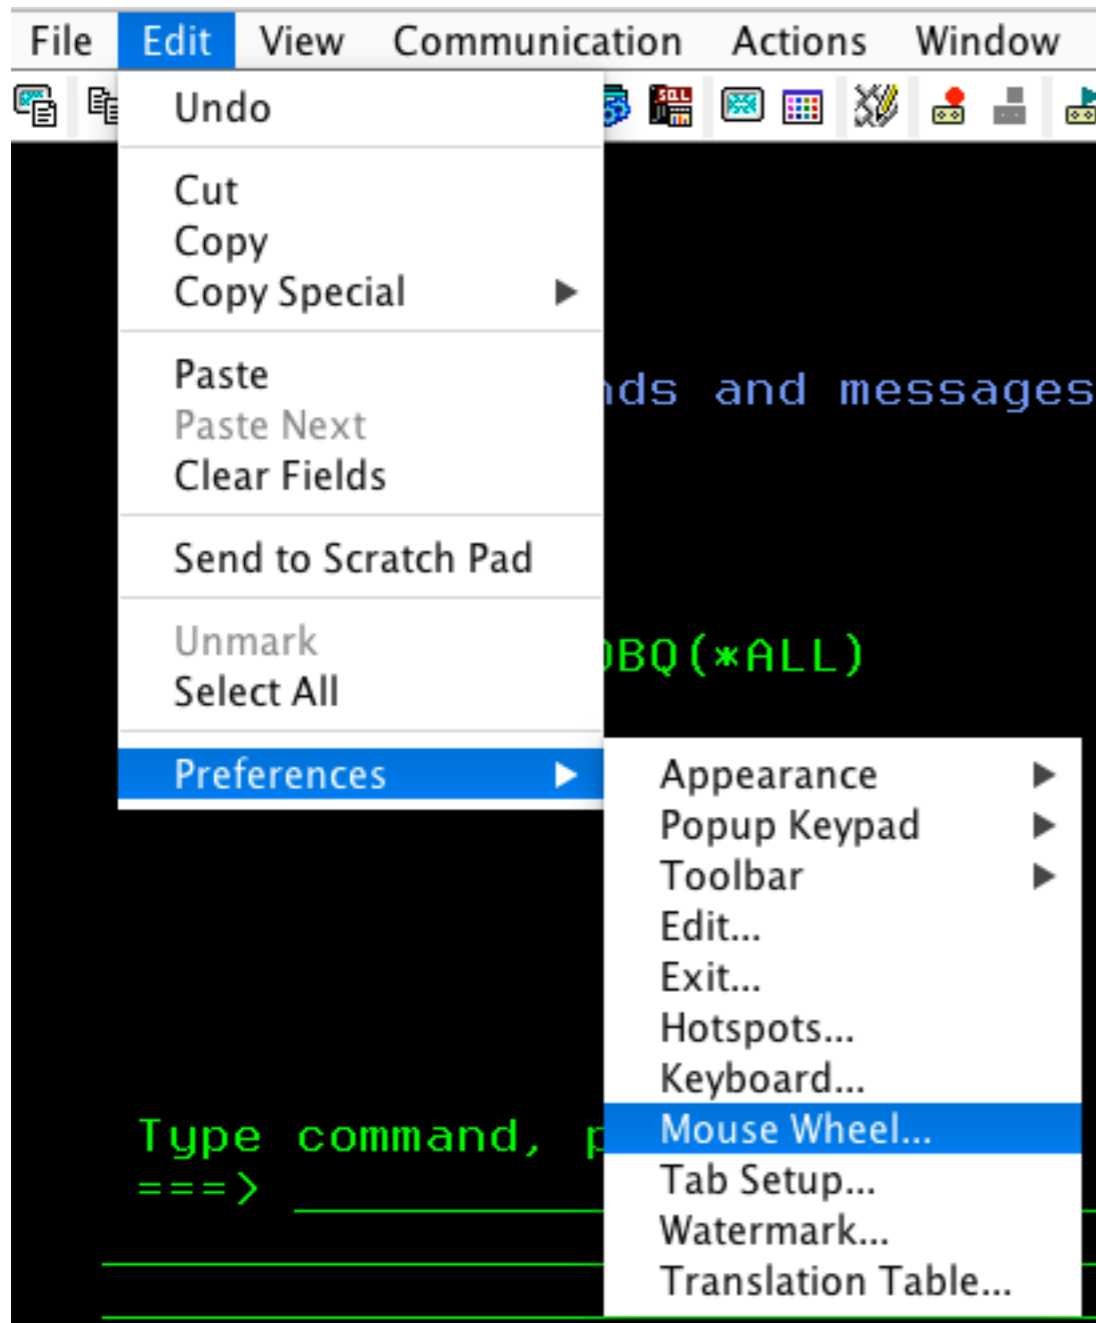 File Edit View Communication Actions Window
SQL
Undo
Cut
Copy
Copy Special
Paste
Paste Next
Clear Fields
Send to Scratch Pad
Unmark
Select All
Preferences
Appearance
Popup Keypad
Toolbar
Edit...
Exit...
Hotspots...
Keyboard...
Mouse Wheel...
Tab Setup...
Watermark...
Translation Table...
and messages
(*ALL)
Type command,
===>